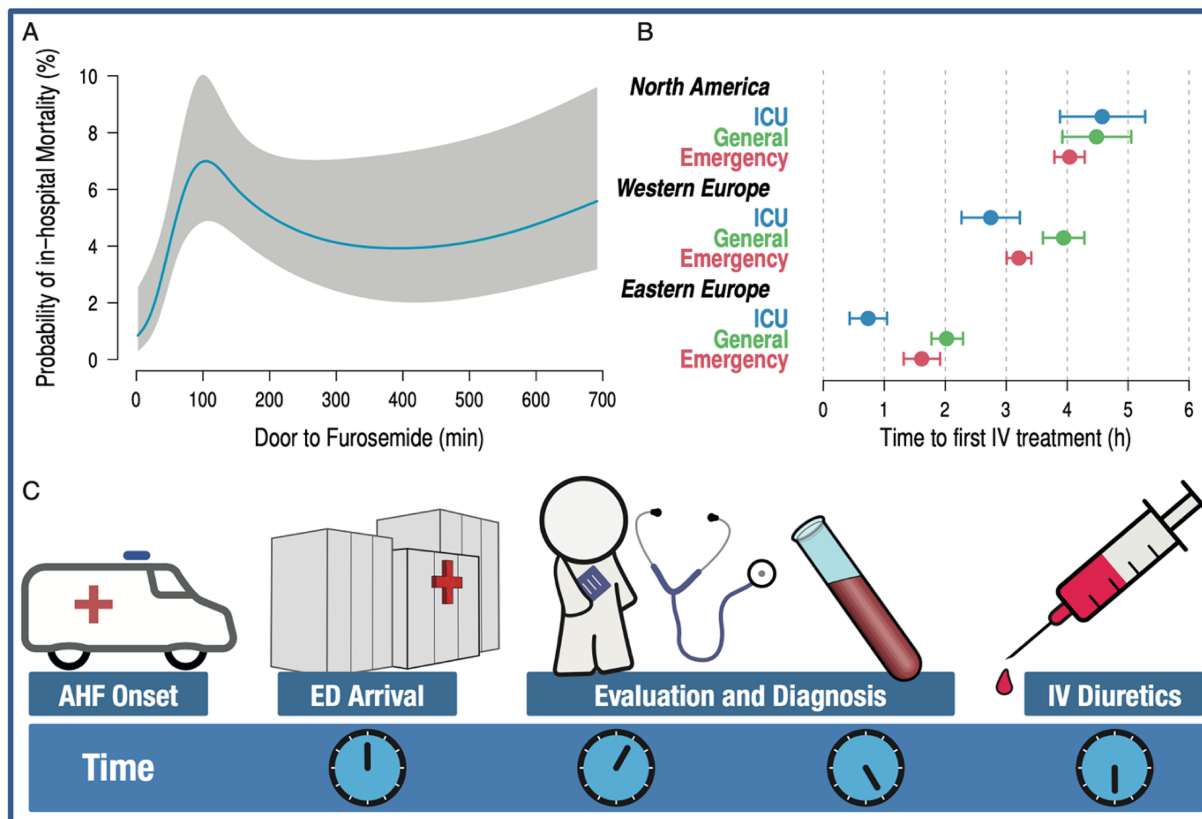 A
Probability of in-hospital Mortality (%)
10
8
6
4
2
0
0 100 200 300 400 500 600 700
Door to Furosemide (min)
B
North America
ICU
General
Emergency
Western Europe
ICU
General
Emergency
Eastern Europe
ICU
General
Emergency
0 1 2 3 4 5 6
Time to first IV treatment (h)
C
AHF Onset
ED Arrival
Evaluation and Diagnosis
IV Diuretics
Time